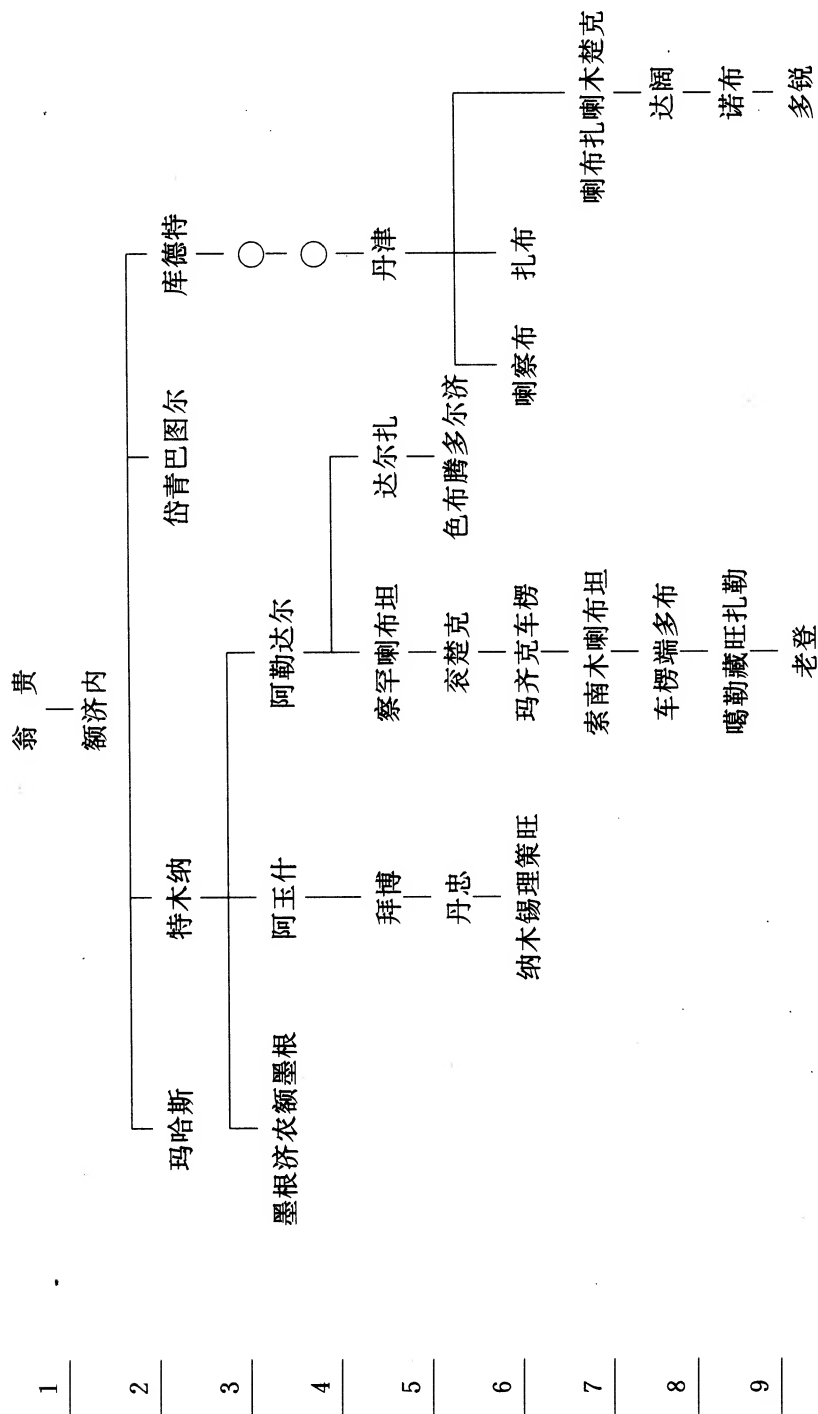 翁 贵
额济内
玛哈斯
特木纳
岱青巴图尔
库德特
墨根济农额墨根
阿玉什
阿勒达尔
拜博
察罕喇布坦
达尔扎
丹津
丹忠
衮楚克
色布腾多尔济
纳木锡理策旺
玛齐克车楞
喇察布
扎布
索南木喇布坦
喇布扎喇木楚克
车楞端多布
达阔
噶勒藏旺扎勒
诺布
老登
多锐
1
2
3
4
5
6
7
8
9